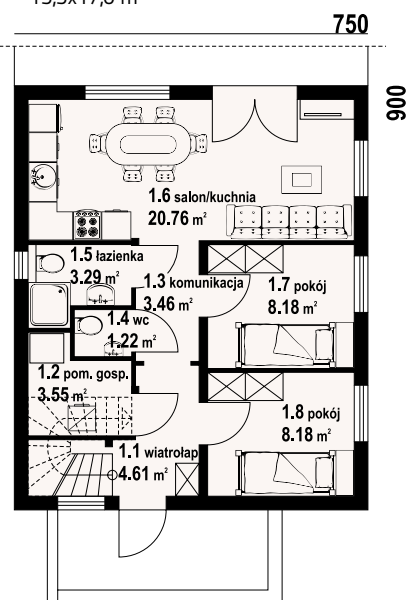 750
900
1.6 salon/kuchnia
20.76 m²
1.5 łazienka
3.29 m²
1.3 komunikacja
3.46 m²
1.7 pokój
8.18 m²
1.4 wc
1.22 m²
1.2 pom. gosp.
3.55 m²
1.8 pokój
8.18 m²
1.1 wiatrołap
4.61 m²